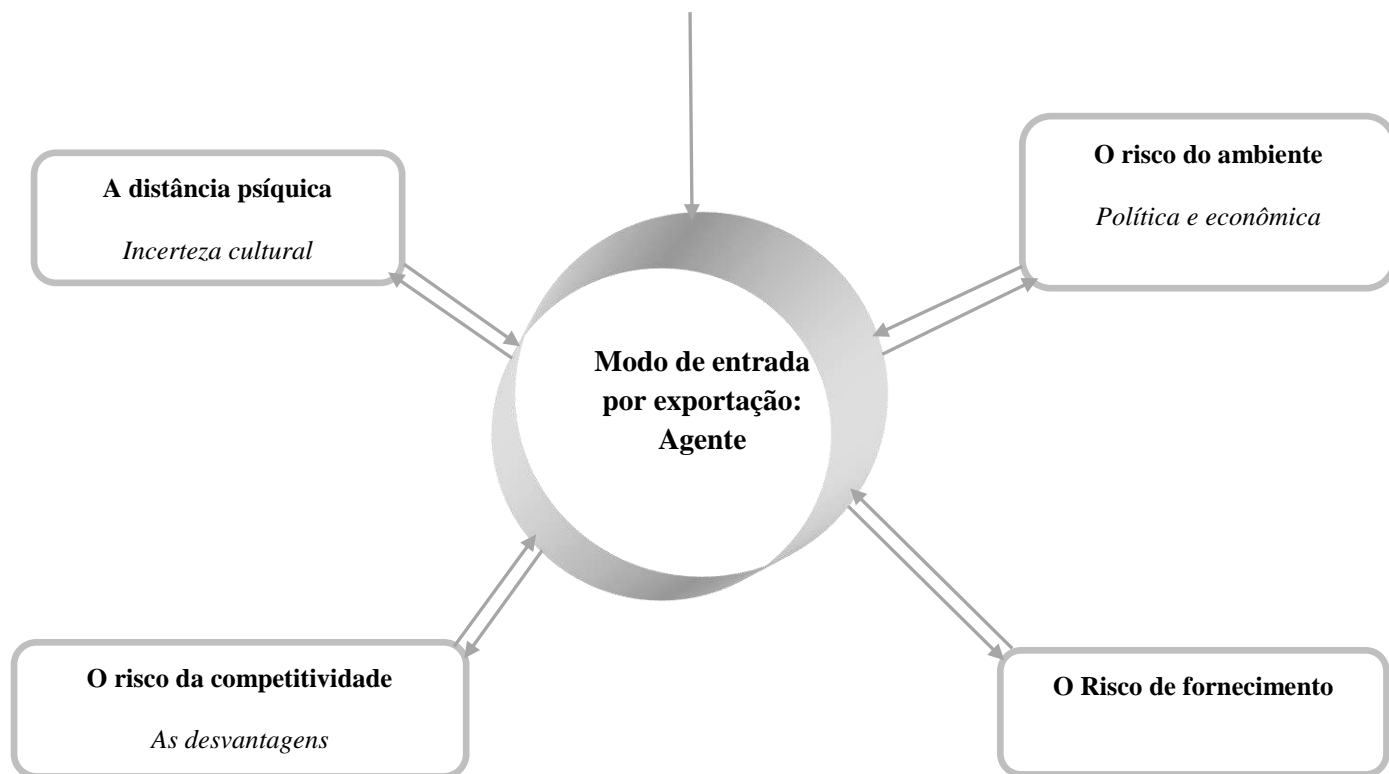 O risco do ambiente
Política e econômica
A distância psíquica
Incerteza cultural
Modo de entrada
por exportação:
Agente
O risco da competitividade
As desvantagens
O Risco de fornecimento